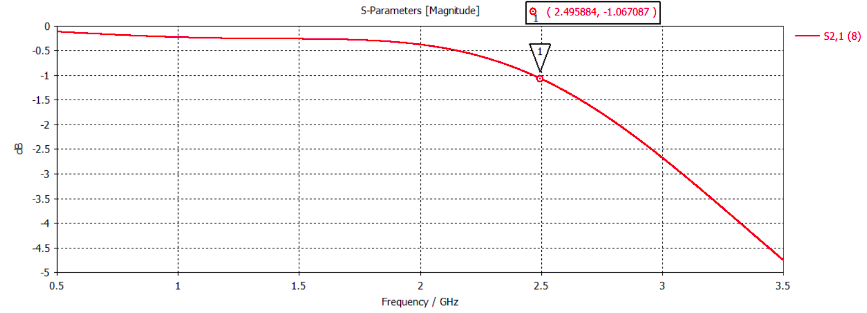 S-Parameters [Magnitude]
( 2.495884, -1.067087 )
1
S2,1 (8)
1
0
-0.5
-1
-1.5
-2
-2.5
-3
-3.5
-4
-4.5
-5
dB
0.5 1 1.5 2 2.5 3 3.5
Frequency / GHz